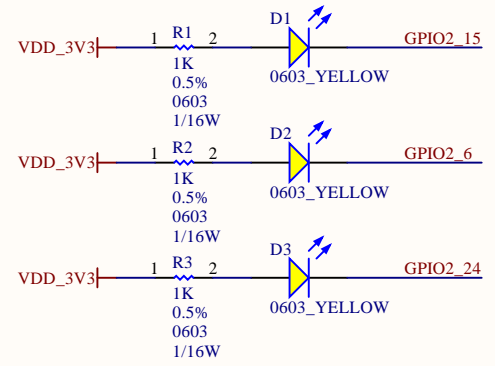 D1
R1
1 2 GPIO2_15
VDD_3V3
1K 0603_YELLOW
0.5%
0603
1/16W
D2
R2
1 2 GPIO2_6
VDD_3V3
1K 0603_YELLOW
0.5%
0603
1/16W
D3
R3
1 2 GPIO2_24
VDD_3V3
1K 0603_YELLOW
0.5%
0603
1/16W